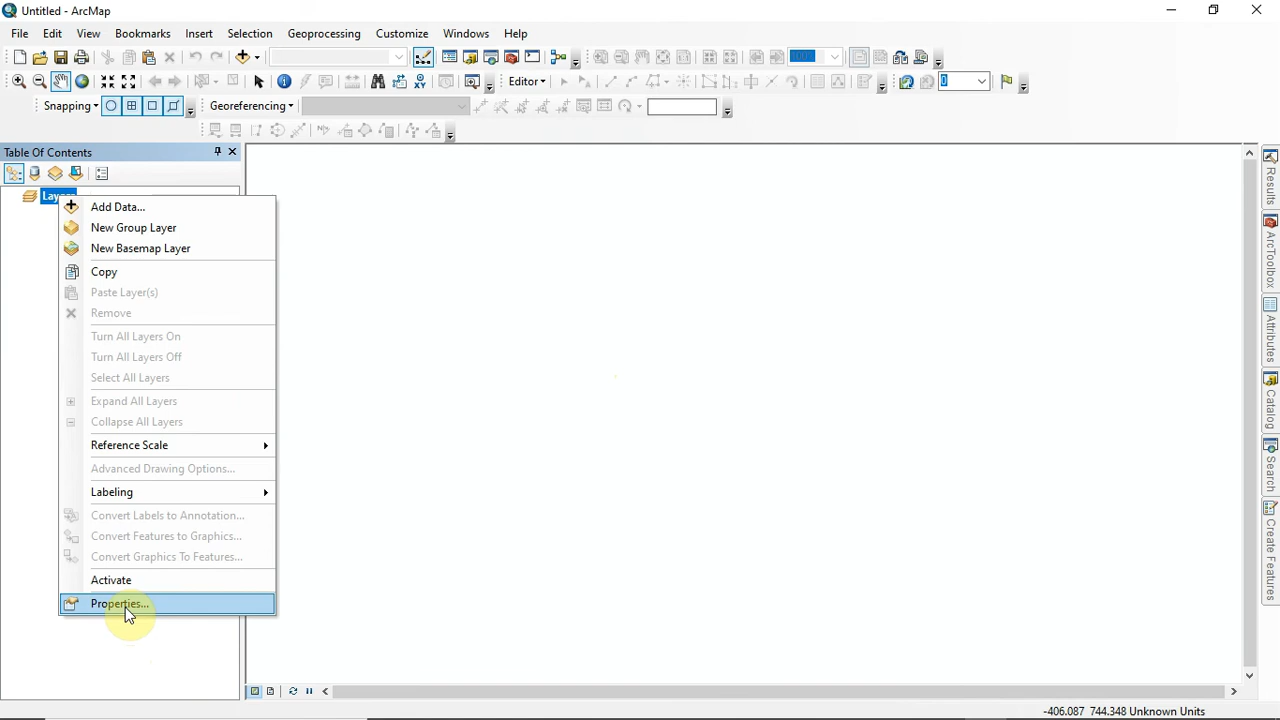 Untitled - ArcMap
File Edit View Bookmarks Insert Selection Geoprocessing Customize Windows Help
Editor
0
Snapping Georeferencing
Table Of Contents
Add Data...
New Group Layer
New Basemap Layer
Copy
Paste Layer(s)
Remove
Turn All Layers On
Turn All Layers Off
Select All Layers
Expand All Layers
Collapse All Layers
Reference Scale
Advanced Drawing Options...
Labeling
Convert Labels to Annotation...
Convert Features to Graphics...
Convert Graphics To Features...
Activate
Properties...
Results
ArcToolbox
Attributes
Catalog
Search
Create Features
-406.087 744.348 Unknown Units